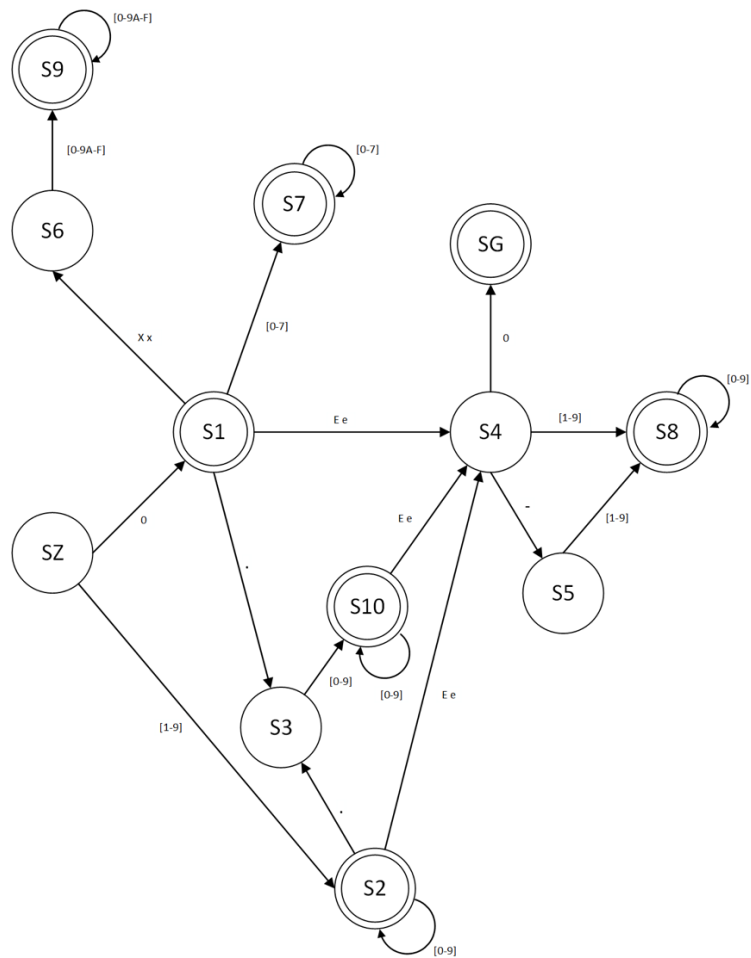 [0-9A-F]
S9
[0-9A-F]
[0-7]
S7
S6
SG
[0-7]
X x
0
[0-9]
E e
[1-9]
S1
S4
S8
0
-
[1-9]
E e
SZ
.
S5
S10
[0-9]
[0-9]
E e
S3
[1-9]
.
S2
[0-9]